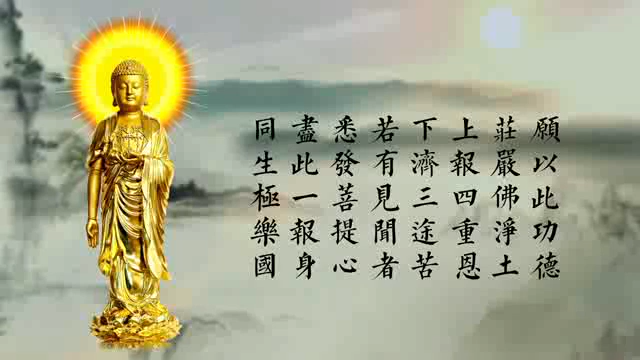 願以此功德
莊嚴佛淨土
上報四重恩
下濟三途苦
若有見聞者
悉發菩提心
盡此一報身
同生極樂國